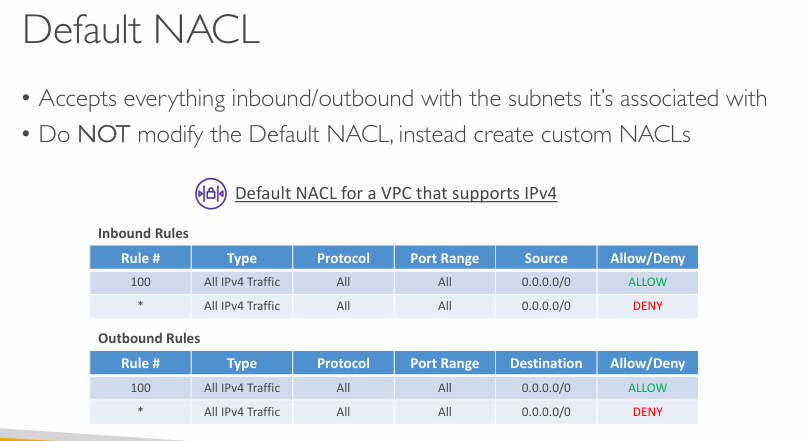 Default NACL
• Accepts everything inbound/outbound with the subnets it’s associated with
• Do NOT modify the Default NACL, instead create custom NACLs
Default NACL for a VPC that supports IPv4
Inbound Rules
Rule # Type Protocol Port Range Source Allow/Deny
100 All IPv4 Traffic All All 0.0.0.0/0 ALLOW
* All IPv4 Traffic All All 0.0.0.0/0 DENY
Outbound Rules
Rule # Type Protocol Port Range Destination Allow/Deny
100 All IPv4 Traffic All All 0.0.0.0/0 ALLOW
* All IPv4 Traffic All All 0.0.0.0/0 DENY